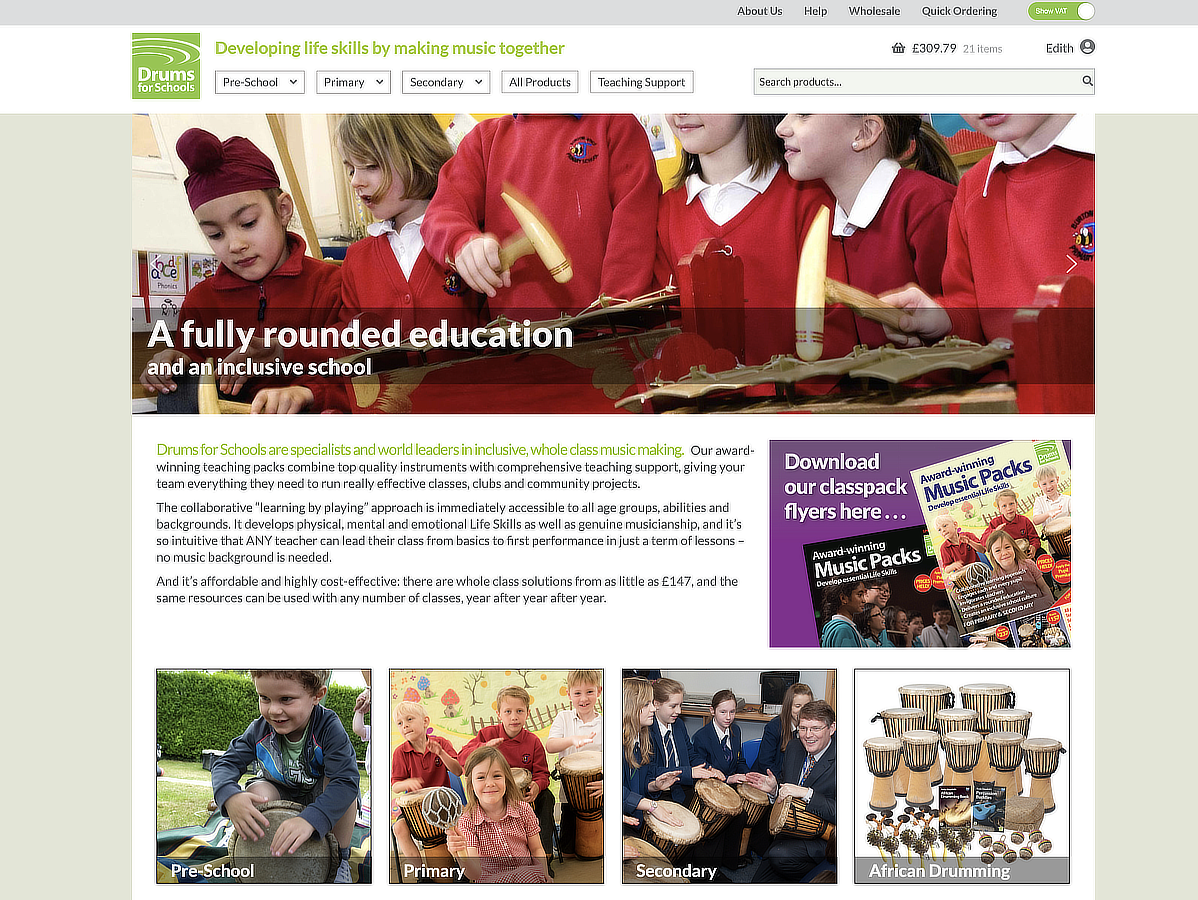 About Us Help Wholesale Quick Ordering Show VAT
Drums
for Schools
Developing life skills by making music together
£309.79 21 items Edith
Pre-School Primary Secondary All Products Teaching Support
Search products...
abcd
Phonics
A fully rounded education
and an inclusive school
Drums for Schools are specialists and world leaders in inclusive, whole class music making. Our award-
winning teaching packs combine top quality instruments with comprehensive teaching support, giving your
team everything they need to run really effective classes, clubs and community projects.
The collaborative “learning by playing” approach is immediately accessible to all age groups, abilities and
backgrounds. It develops physical, mental and emotional Life Skills as well as genuine musicianship, and it’s
so intuitive that ANY teacher can lead their class from basics to first performance in just a term of lessons –
no music background is needed.
And it’s affordable and highly cost-effective: there are whole class solutions from as little as £147, and the
same resources can be used with any number of classes, year after year after year.
Download
our classpack
flyers here . . .
Award-winning
Music Packs
Develop essential Life Skills
Drums
for Schools
Award-winning
Music Packs
Develop essential Life Skills
PRICES
HELD!
FOR PRIMARY & SECONDARY
Pre-School
Primary
Secondary
African Drumming